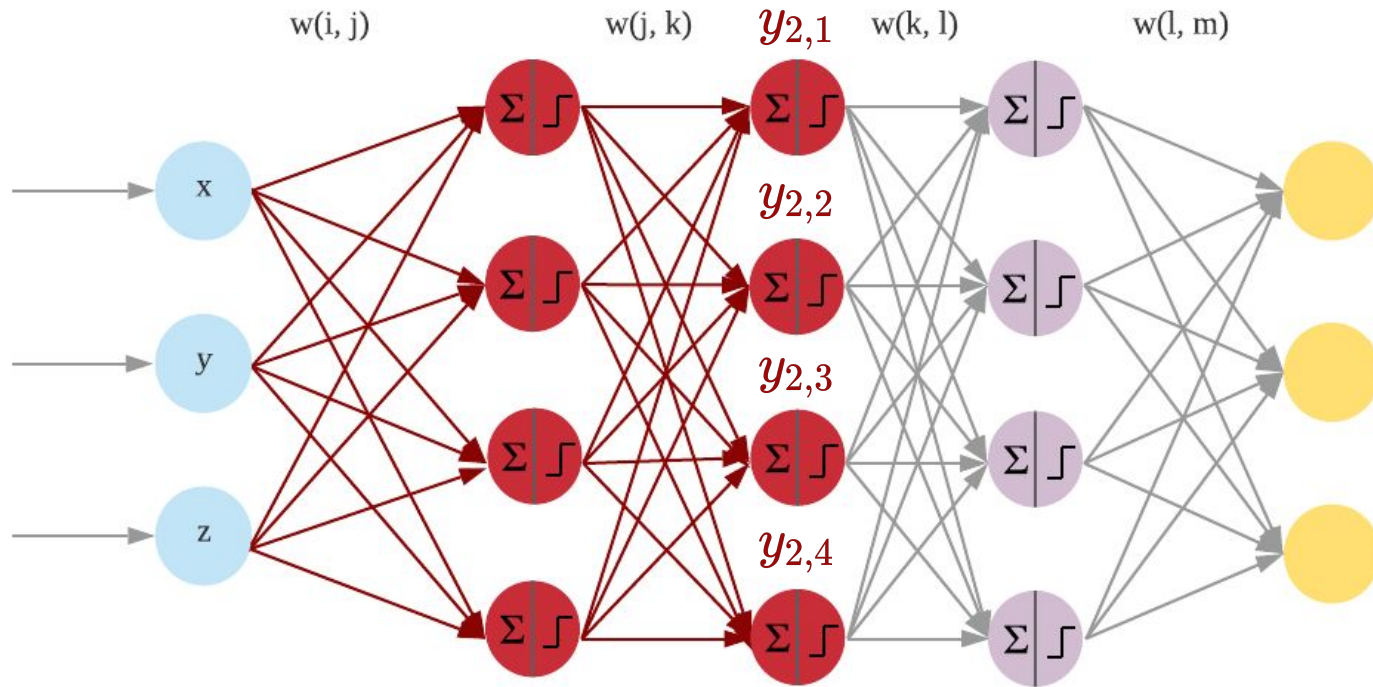 w(i, j) w(j, k) y2,1 w(k, l) w(l, m)
Σ Σ Σ
x
y2,2
Σ Σ Σ
y
y2,3
Σ Σ Σ
z
y2,4
Σ Σ Σ